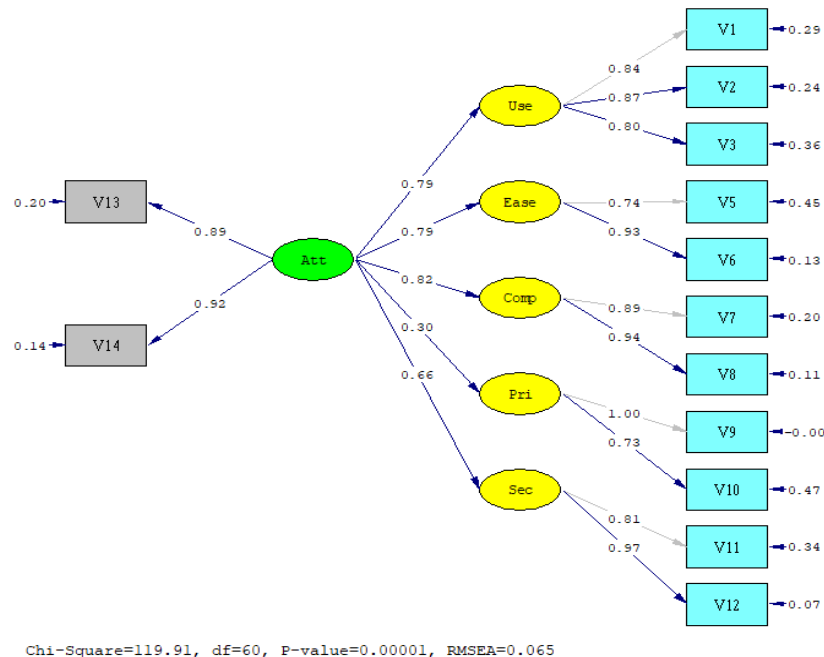 V1
0.29
0.84
V2
0.24
Use
0.87
0.80
V3
0.36
0.79
V13
0.20
0.89
Ease
0.74
V5
0.45
0.79
0.93
V6
0.13
Att
0.82
Comp
0.89
V7
0.20
0.92
0.94
V14
0.14
0.30
V8
0.11
0.66
Pri
1.00
V9
-0.00
0.73
V10
0.47
Sec
0.81
V11
0.34
0.97
V12
0.07
Chi-Square=119.91, df=60, P-value=0.00001, RMSEA=0.065